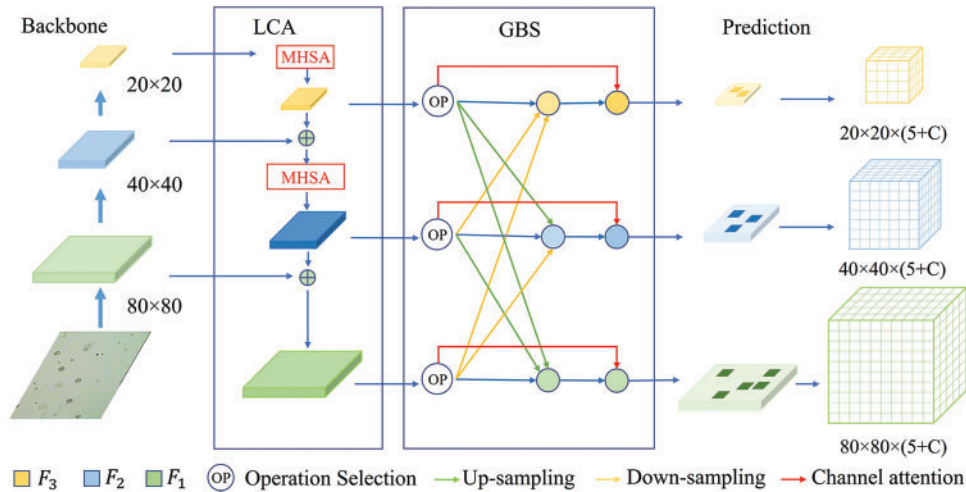 Backbone
LCA
GBS
Prediction
MHSA
20×20
OP
20×20×(5+C)
MHSA
40×40
OP
40×40×(5+C)
80×80
OP
80×80×(5+C)
F₃ F₂ F₁ OP Operation Selection Up-sampling Down-sampling Channel attention